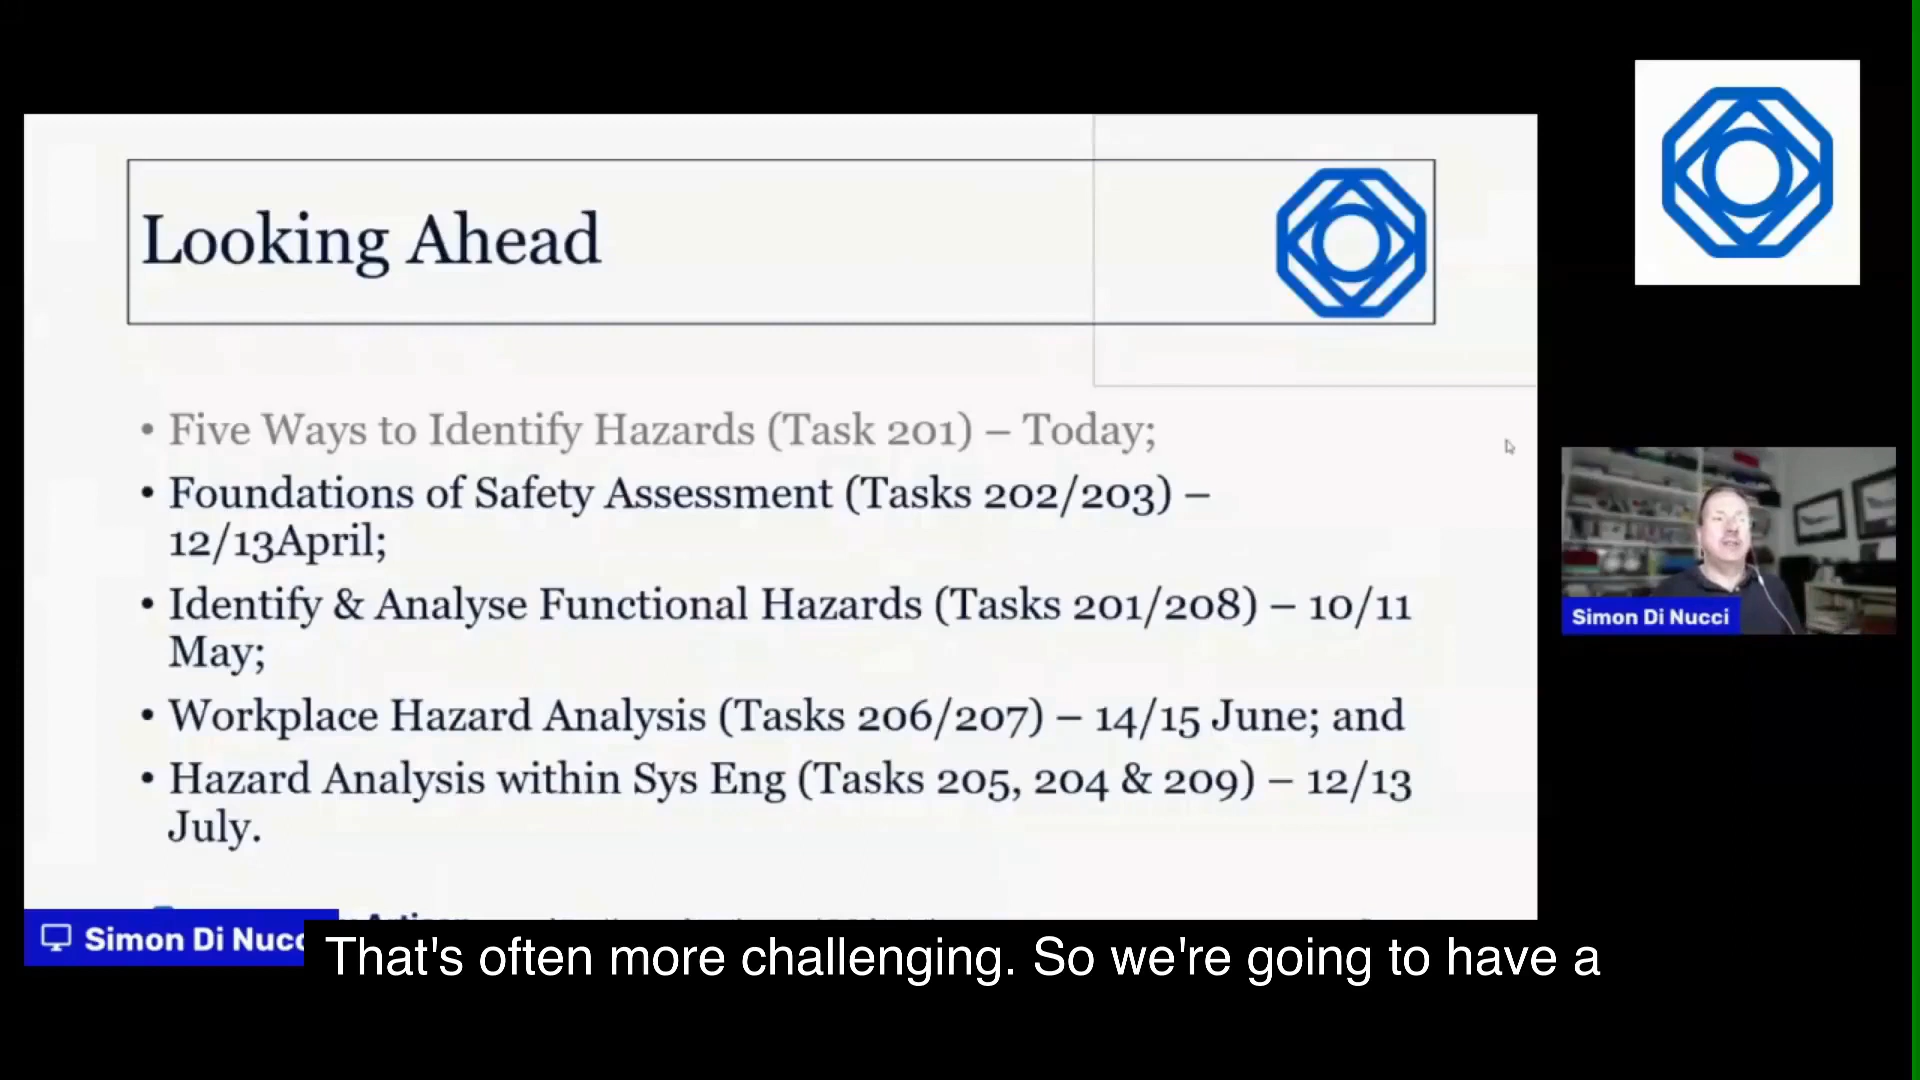 Looking Ahead
• Five Ways to Identify Hazards (Task 201) – Today;
• Foundations of Safety Assessment (Tasks 202/203) –
12/13April;
• Identify & Analyse Functional Hazards (Tasks 201/208) – 10/11
May;
• Workplace Hazard Analysis (Tasks 206/207) – 14/15 June; and
• Hazard Analysis within Sys Eng (Tasks 205, 204 & 209) – 12/13
July.
Simon Di Nucci
Simon Di Nucc
That's often more challenging. So we're going to have a